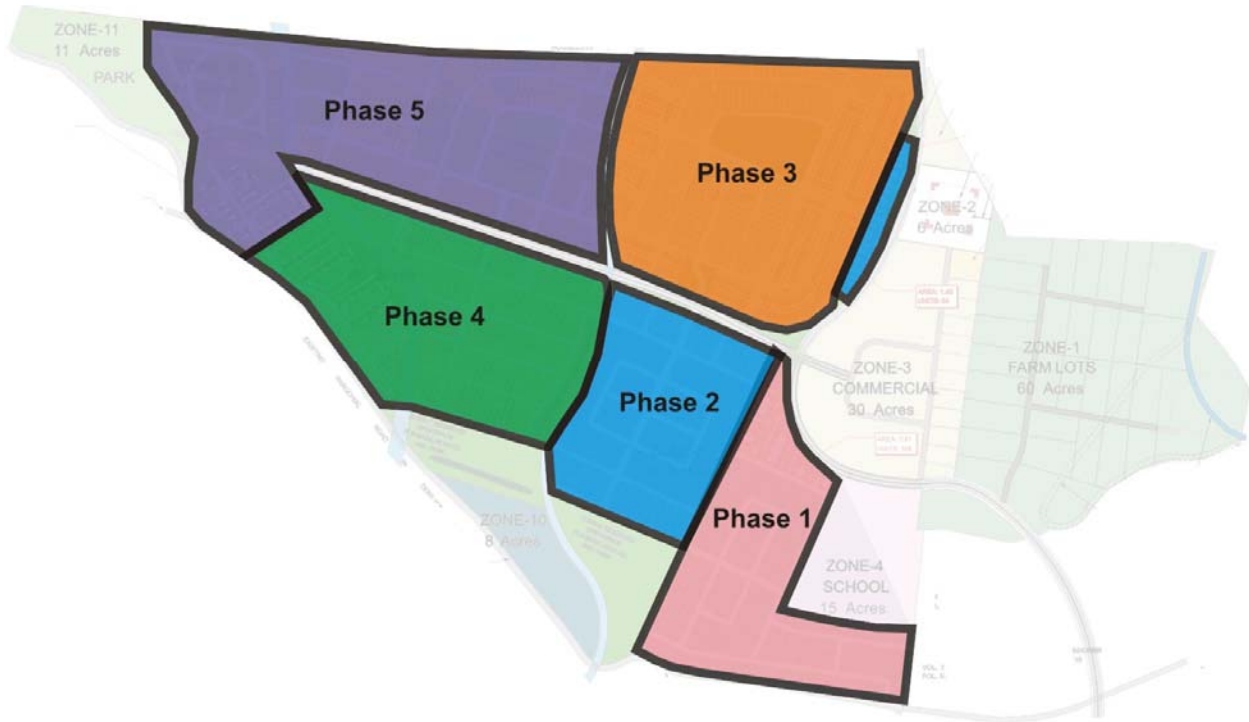 ZONE-11
11 Acres
PARK
Phase 5
Phase 3
ZONE-2
6 Acres
Phase 4
ZONE-3
COMMERCIAL
30 Acres
ZONE-1
FARM LOTS
60 Acres
Phase 2
Phase 1
ZONE-10
8 Acres
ZONE-4
SCHOOL
15 Acres